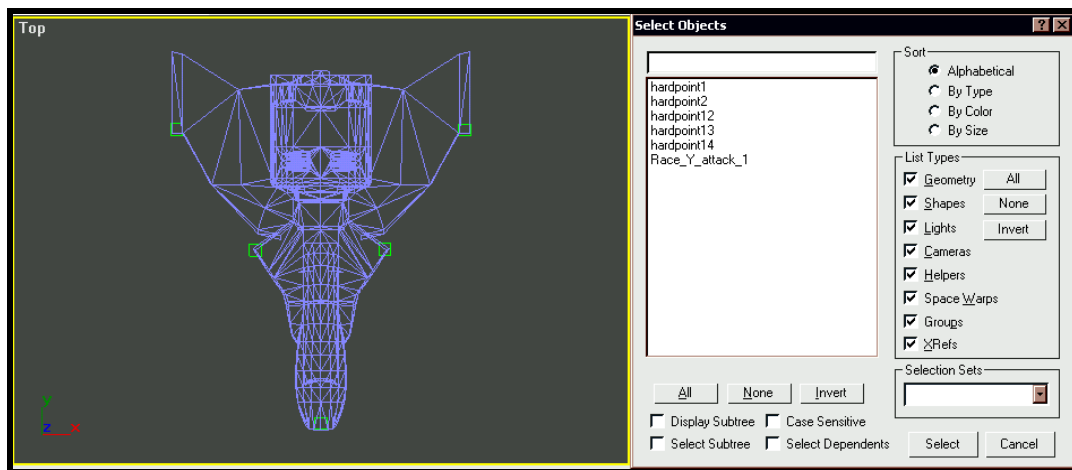 Top
y
z x
Select Objects
hardpoint1
hardpoint2
hardpoint12
hardpoint13
hardpoint14
Race_Y_attack_1
All None Invert
Display Subtree Case Sensitive
Select Subtree Select Dependents
Sort
Alphabetical
By Type
By Color
By Size
List Types
Geometry All
Shapes None
Lights Invert
Cameras
Helpers
Space Warps
Groups
XRefs
Selection Sets
Select Cancel